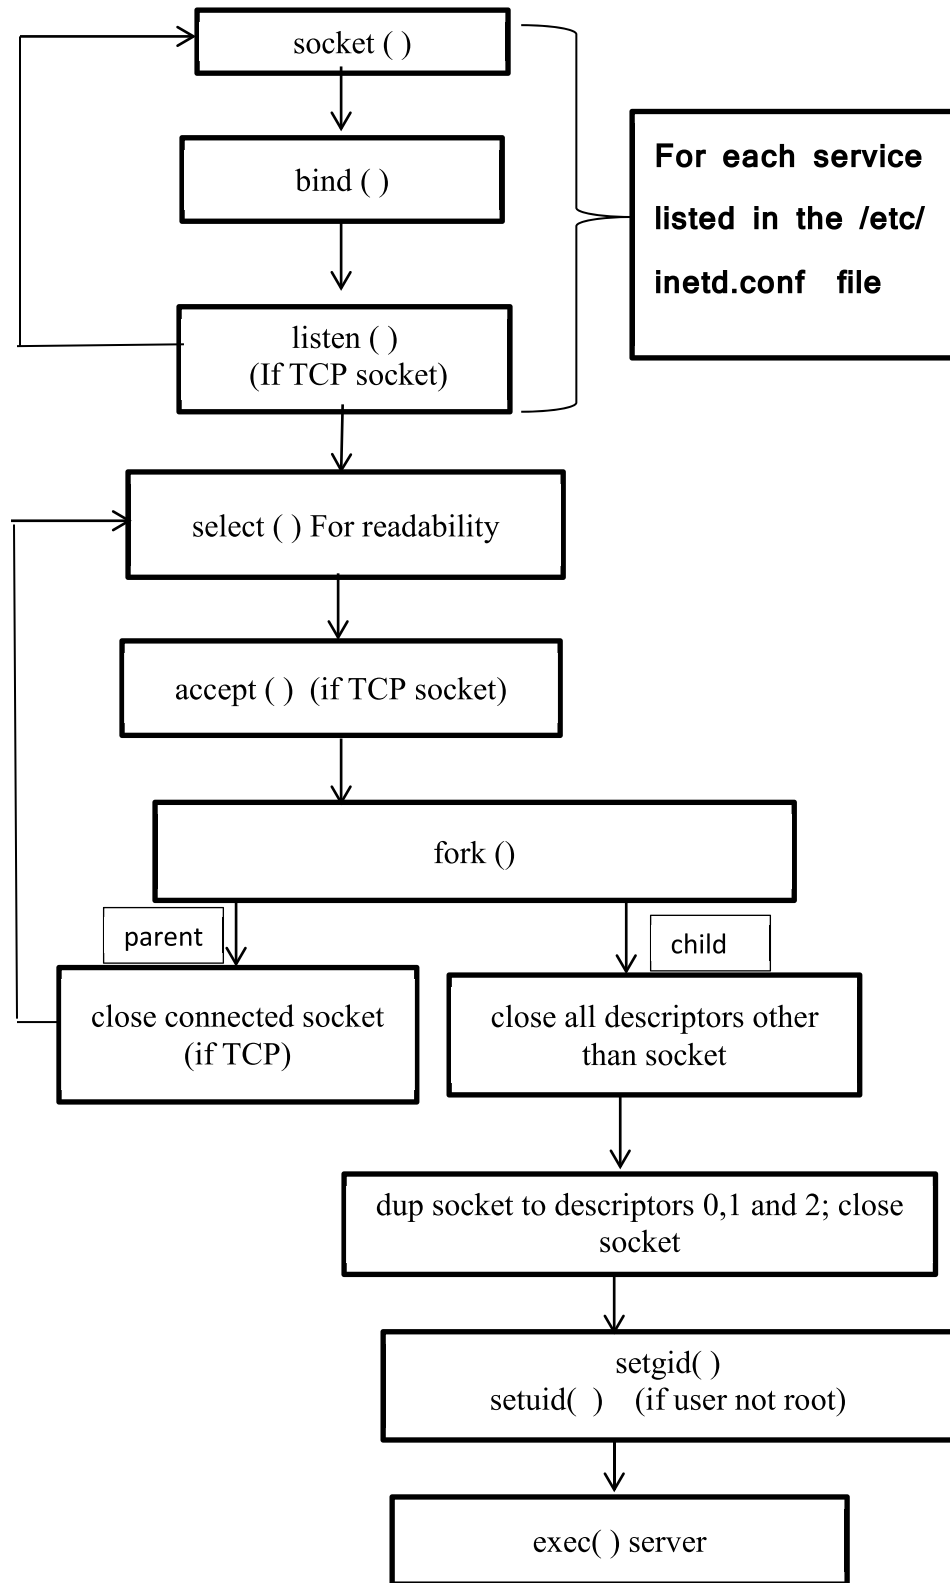 socket ( )
bind ( )
listen ( )
(If TCP socket)
For each service
listed in the /etc/
inetd.conf file
select ( ) For readability
accept ( ) (if TCP socket)
fork ()
parent
child
close connected socket
(if TCP)
close all descriptors other
than socket
dup socket to descriptors 0,1 and 2; close
socket
setgid( )
setuid( ) (if user not root)
exec( ) server